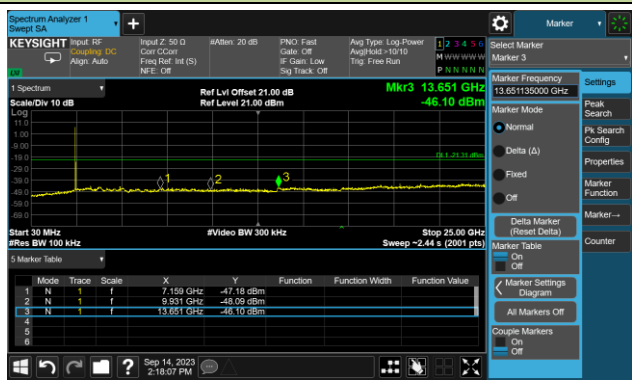 Spectrum Analyzer 1
Swept SA
Marker
KEYSIGHT
Input: RF
Coupling: DC
Align: Auto
Input Z: 50 Ω
Corr CCorr
Freq Ref: Int (S)
NFE: Off
#Atten: 20 dB
PNO: Fast
Gate: Off
IF Gain: Low
Sig Track: Off
Avg Type: Log-Power
Avg|Hold:>10/10
Trig: Free Run
1 2 3 4 5 6
M W W W W W
P N N N N N
Select Marker
Marker 3
1 Spectrum
Scale/Div 10 dB
Log
Ref Lvl Offset 21.00 dB
Ref Level 21.00 dBm
Mkr3 13.651 GHz
-46.10 dBm
11.0
1.00
-9.00
-19.0
-29.0
-39.0
-49.0
-59.0
-69.0
DL1 -21.31 dBm
1
2
3
Start 30 MHz
#Res BW 100 kHz
#Video BW 300 kHz
Stop 25.00 GHz
Sweep ~2.44 s (2001 pts)
5 Marker Table
Mode Trace Scale X Y Function Function Width Function Value
1 N 1 f 7.159 GHz -47.18 dBm
2 N 1 f 9.931 GHz -48.09 dBm
3 N 1 f 13.651 GHz -46.10 dBm
4
5
6
Marker Frequency
13.651135000 GHz
Marker Mode
Normal
Delta (Δ)
Fixed
Off
Delta Marker
(Reset Delta)
Marker Table
On
Off
Marker Settings
Diagram
All Markers Off
Couple Markers
On
Off
Settings
Peak
Search
Pk Search
Config
Properties
Marker
Function
Marker→
Counter
?
Sep 14, 2023
2:18:07 PM